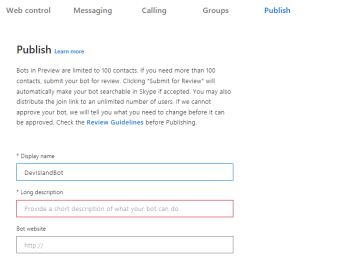 Web control Messaging Calling Groups Publish
Publish Learn more
Bots in Preview are limited to 100 contacts. If you need more than 100
contacts, submit your bot for review. Clicking "Submit for Review" will
automatically make your bot searchable in Skype if accepted. You may also
distribute the join link to an unlimited number of users. If we cannot
approve your bot, we will tell you what you need to change before it can
be approved. Check the Review Guidelines before Publishing.
* Display name
DevIslandBot
* Long description
Provide a short description of what your bot can do
Bot website
http://